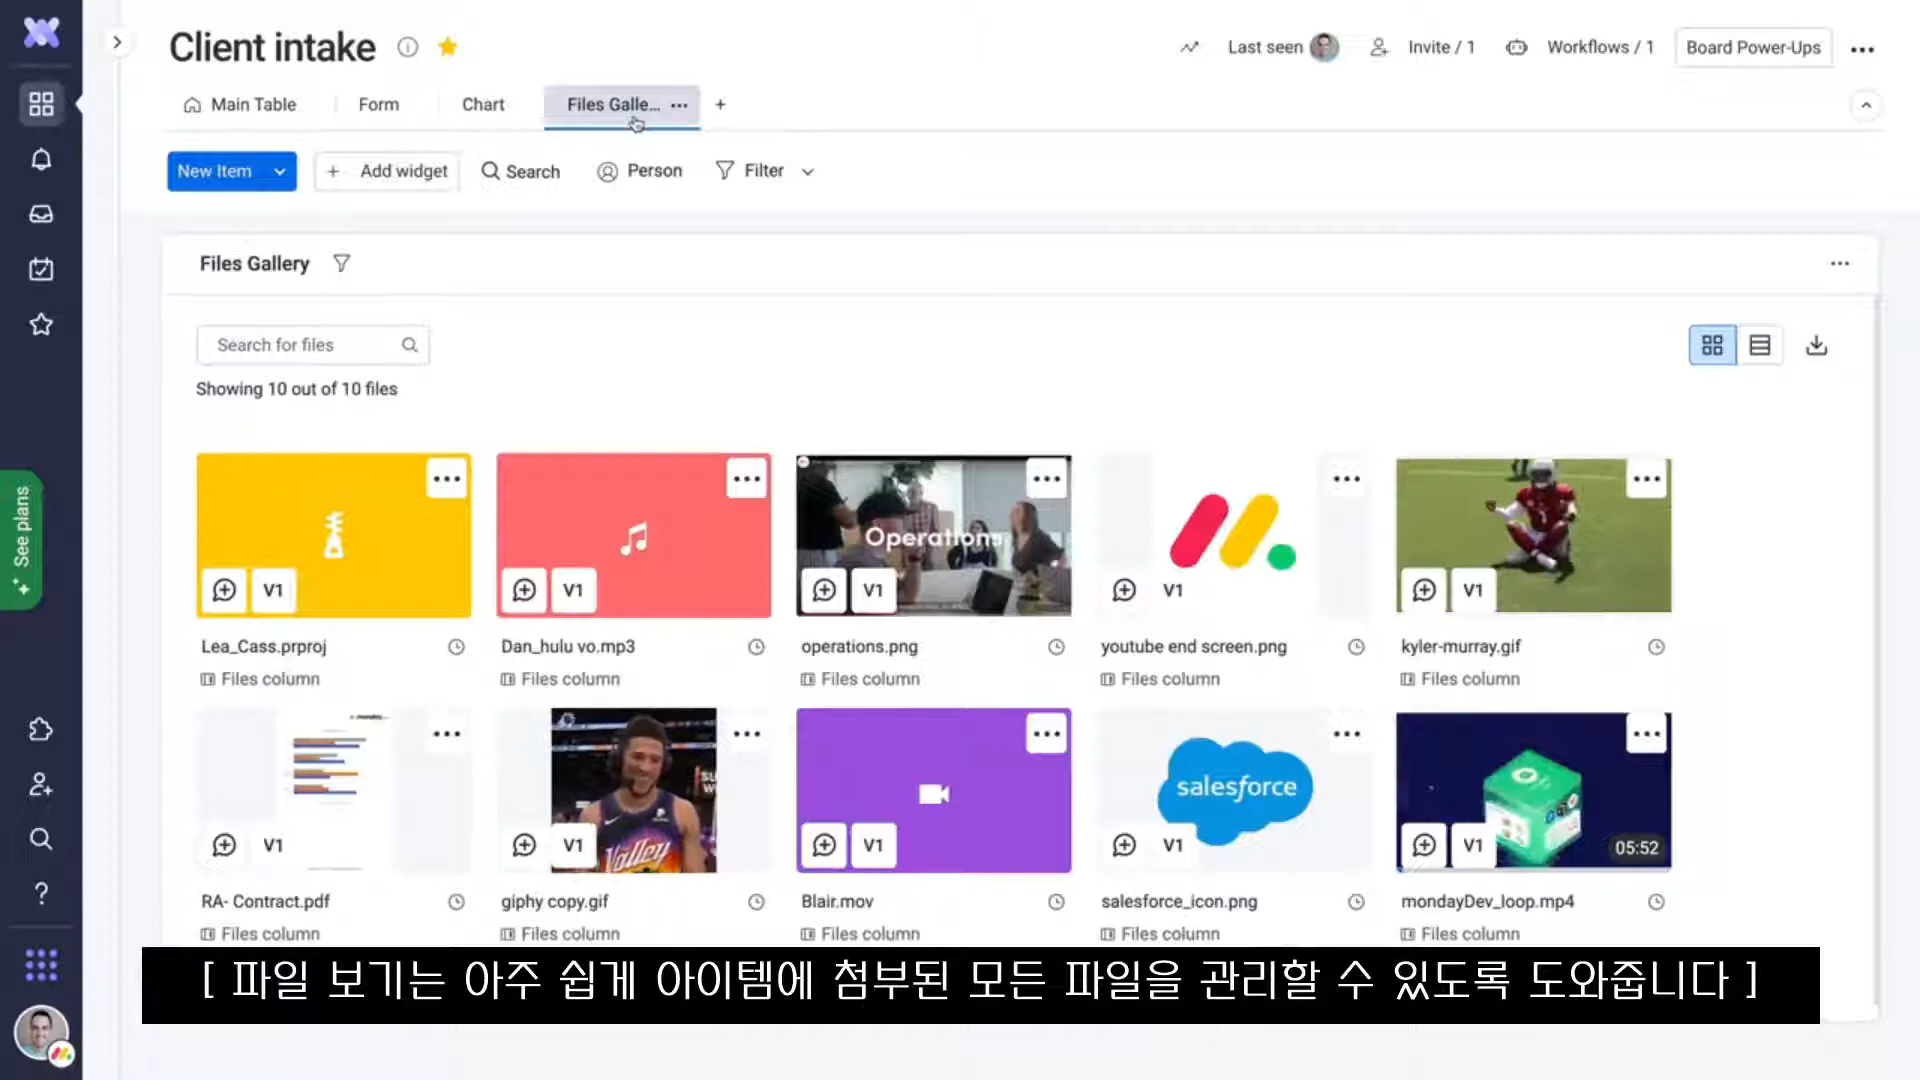 Client intake
Last seen
Invite / 1
Workflows / 1
Board Power-Ups
Main Table
Form
Chart
Files Galle...
New Item
Add widget
Search
Person
Filter
See plans
Files Gallery
Search for files
Showing 10 out of 10 files
V1
V1
Operations
V1
V1
V1
Lea_Cass.prproj
Dan_hulu vo.mp3
operations.png
youtube end screen.png
kyler-murray.gif
Files column
Files column
Files column
Files column
Files column
V1
Valley
V1
V1
salesforce
V1
V1
05:52
RA- Contract.pdf
giphy copy.gif
Blair.mov
salesforce_icon.png
mondayDev_loop.mp4
Files column
Files column
Files column
Files column
Files column
[ 파일 보기는 아주 쉽게 아이템에 첨부된 모든 파일을 관리할 수 있도록 도와줍니다 ]